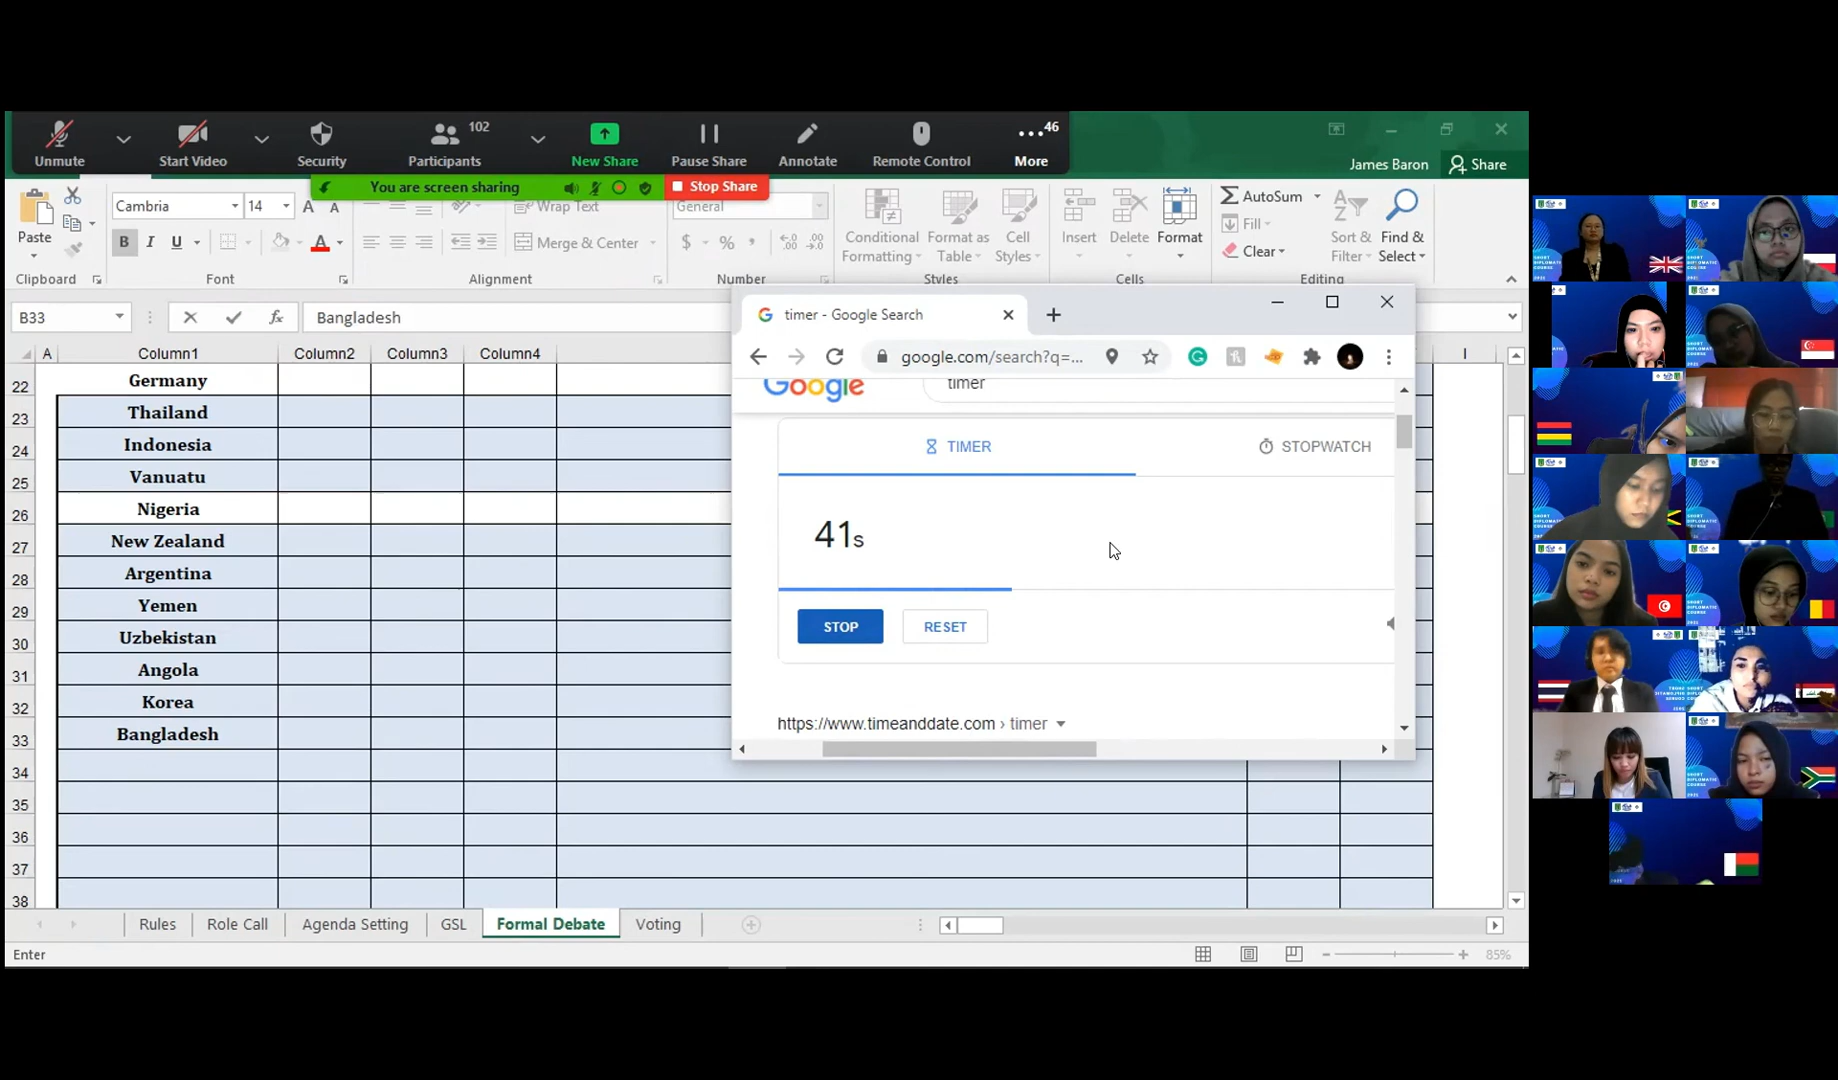 102
46
Unmute
Start Video
Security
Participants
New Share
Pause Share
Annotate
Remote Control
More
James Baron
Share
You are screen sharing
Stop Share
Paste
Cambria
14
A
A
Wrap Text
General
AutoSum
Fill
Clear
B I U
A
Merge & Center
$ % ,
Conditional Formatting
Format as Table
Cell Styles
Insert
Delete
Format
Sort & Filter
Find & Select
Clipboard
Font
Alignment
Number
Styles
Cells
Editing
B33
fx
Bangladesh
A
Column1
Column2
Column3
Column4
I
22 Germany
23 Thailand
24 Indonesia
25 Vanuatu
26 Nigeria
27 New Zealand
28 Argentina
29 Yemen
30 Uzbekistan
31 Angola
32 Korea
33 Bangladesh
34
35
36
37
38
timer - Google Search
google.com/search?q=...
Google
timer
TIMER
STOPWATCH
41s
STOP
RESET
https://www.timeanddate.com › timer
Rules
Role Call
Agenda Setting
GSL
Formal Debate
Voting
Enter
85%